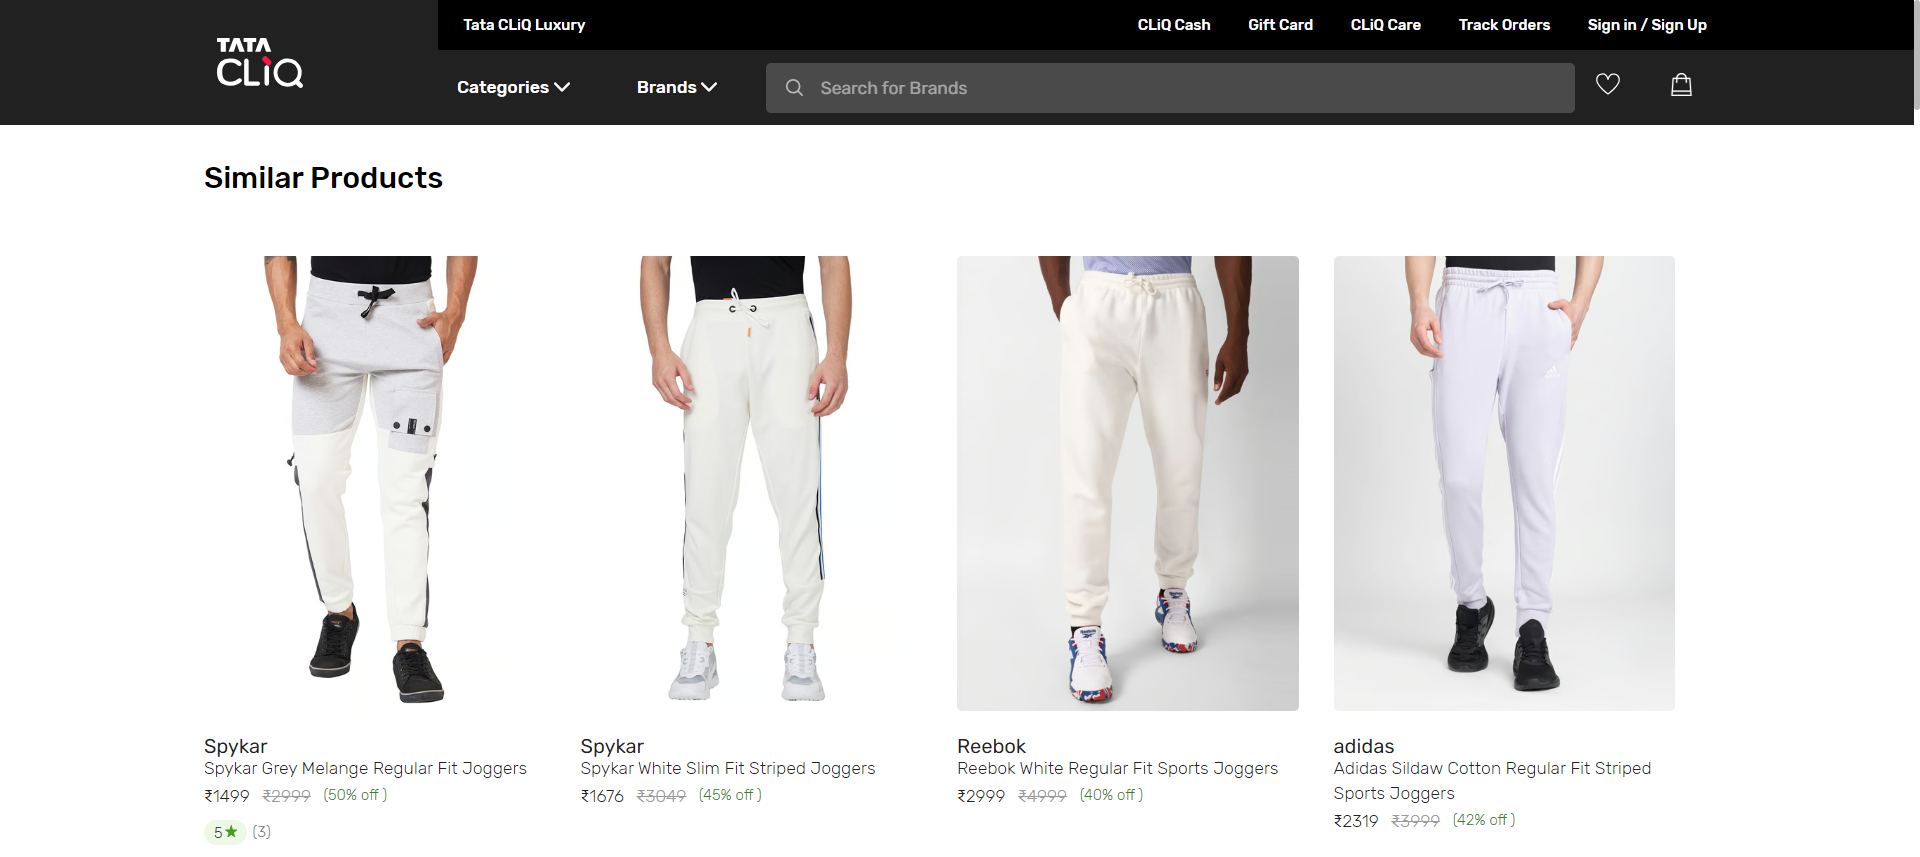 Tata CLiQ Luxury
CLiQ Cash
Gift Card
CLiQ Care
Track Orders
Sign in / Sign Up
TATA
CLiQ
Categories
Brands
Search for Brands
Similar Products
Spykar
Spykar Grey Melange Regular Fit Joggers
₹1499 ₹2999 (50% off )
5★ (3)
Spykar
Spykar White Slim Fit Striped Joggers
₹1676 ₹3049 (45% off )
Reebok
Reebok White Regular Fit Sports Joggers
₹2999 ₹4999 (40% off )
adidas
Adidas Sildaw Cotton Regular Fit Striped
Sports Joggers
₹2319 ₹3999 (42% off )